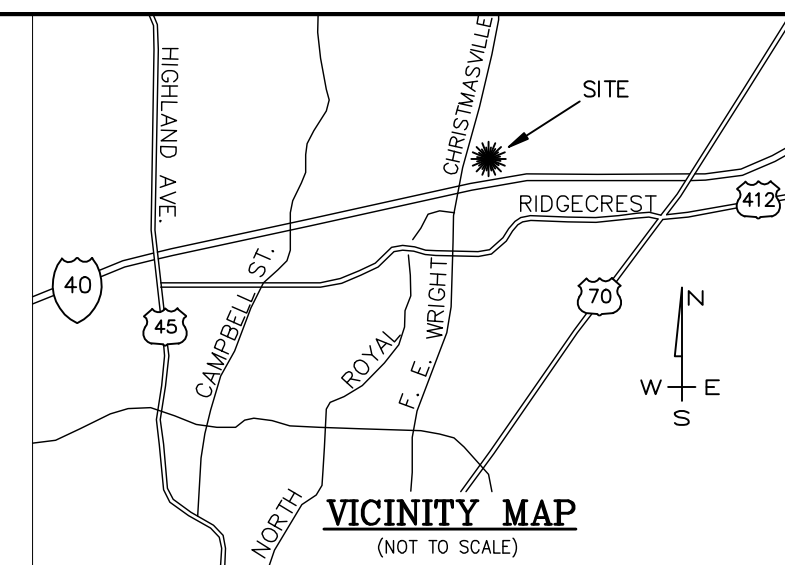 HIGHLAND AVE.
CHRISTMASVILLE
SITE
RIDGECREST
412
40
45
CAMPBELL ST.
ROYAL
F. E. WRIGHT
70
N
W E
S
NORTH
VICINITY MAP
(NOT TO SCALE)